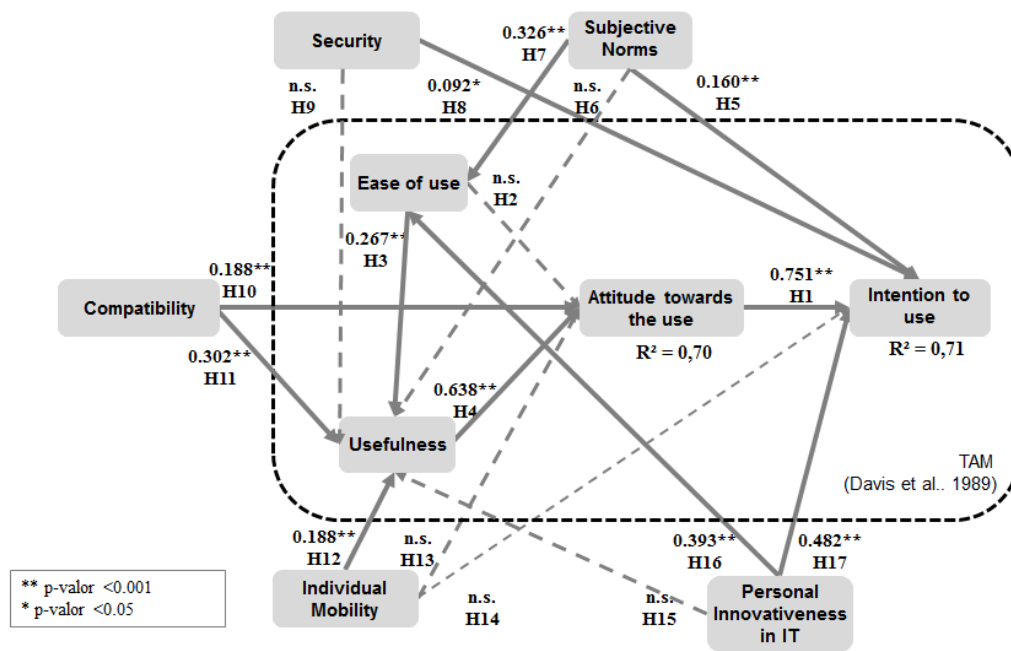 Security
0.326**
H7
Subjective
Norms
n.s.
H9
0.092*
H8
n.s.
H6
0.160**
H5
Ease of use
n.s.
H2
0.267**
H3
0.188**
H10
Compatibility
Attitude towards
the use
R² = 0,70
0.751**
H1
Intention to
use
R² = 0,71
0.302**
H11
0.638**
H4
Usefulness
TAM
(Davis et al.. 1989)
0.188**
H12
n.s.
H13
0.393**
H16
0.482**
H17
** p-valor <0.001
* p-valor <0.05
Individual
Mobility
n.s.
H14
n.s.
H15
Personal
Innovativeness
in IT